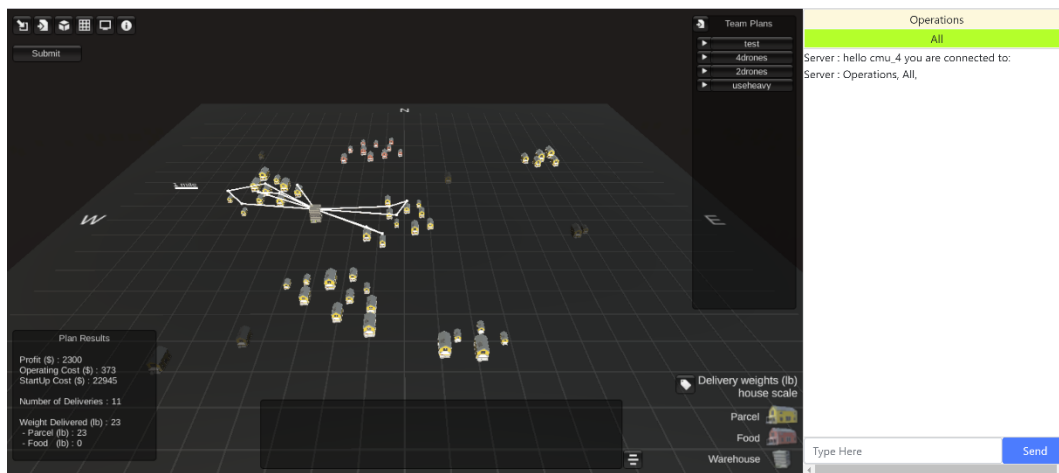 Submit
N
W
E
Team Plans
test
4drones
2drones
useheavy
Plan Results
Profit ($) : 2300
Operating Cost ($) : 373
StartUp Cost ($) : 22945
Number of Deliveries : 11
Weight Delivered (lb) : 23
- Parcel (lb) : 23
- Food (lb) : 0
Delivery weights (lb)
house scale
Parcel
Food
Warehouse
Operations
All
Server : hello cmu_4 you are connected to:
Server : Operations, All,
Type Here
Send